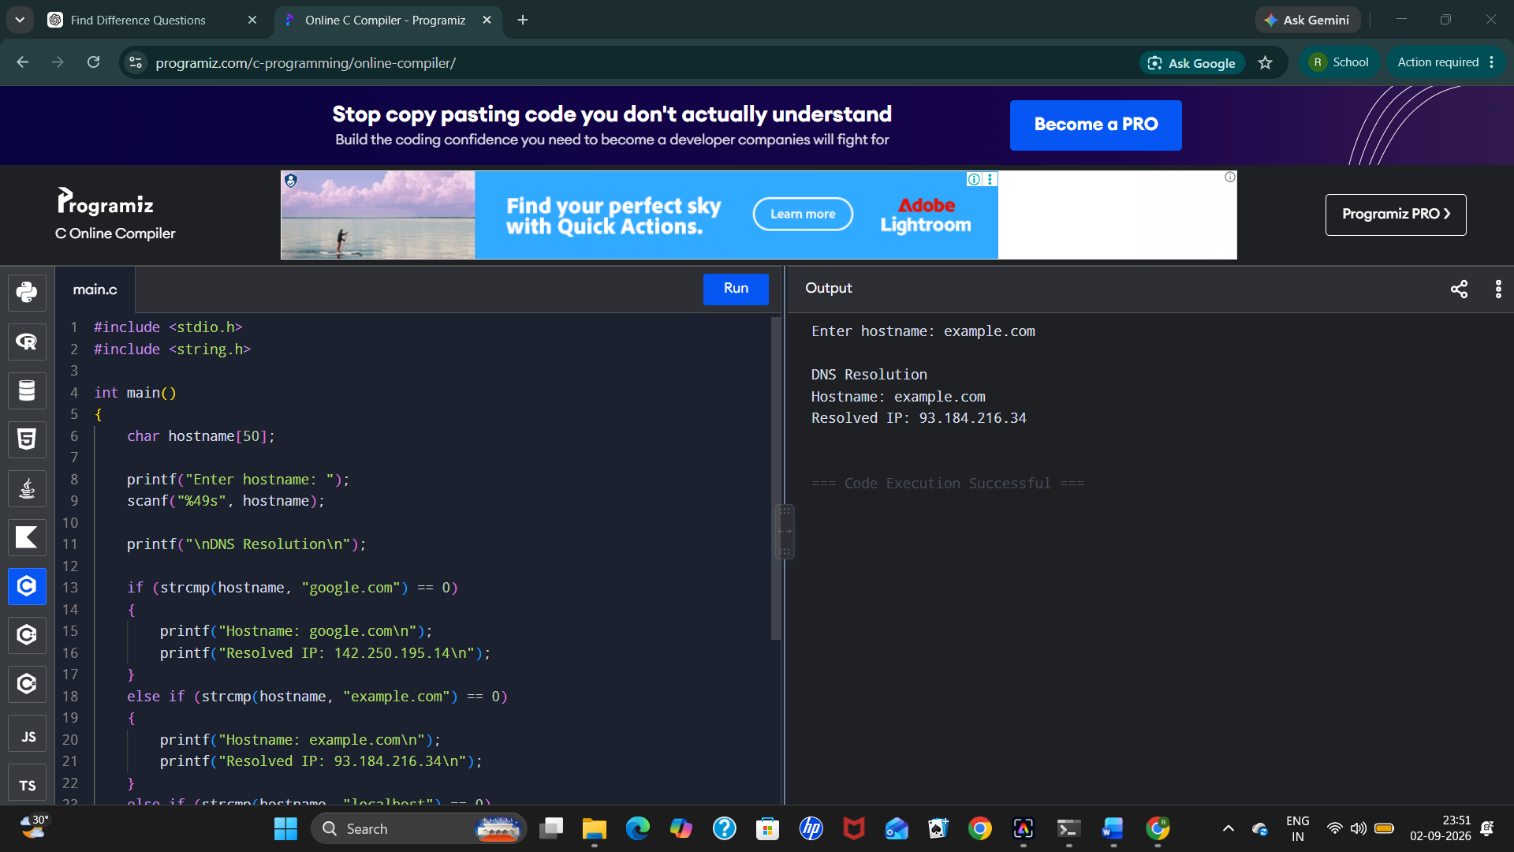 Find Difference Questions
Online C Compiler - Programiz
Ask Gemini
programiz.com/c-programming/online-compiler/
Ask Google
R
School
Action required
Stop copy pasting code you don't actually understand
Build the coding confidence you need to become a developer companies will fight for
Become a PRO
Programiz
C Online Compiler
Find your perfect sky
with Quick Actions.
Learn more
Adobe
Lightroom
Programiz PRO
main.c
Run
Output
1 #include <stdio.h>
2 #include <string.h>
3
4 int main()
5 {
6 char hostname[50];
7
8 printf("Enter hostname: ");
9 scanf("%49s", hostname);
10
11 printf("\nDNS Resolution\n");
12
13 if (strcmp(hostname, "google.com") == 0)
14 {
15 printf("Hostname: google.com\n");
16 printf("Resolved IP: 142.250.195.14\n");
17 }
18 else if (strcmp(hostname, "example.com") == 0)
19 {
20 printf("Hostname: example.com\n");
21 printf("Resolved IP: 93.184.216.34\n");
22 }
23 else if (strcmp(hostname, "localhost") == 0)
Enter hostname: example.com
DNS Resolution
Hostname: example.com
Resolved IP: 93.184.216.34
=== Code Execution Successful ===
JS
TS
30°
Search
ENG
IN
23:51
02-09-2026